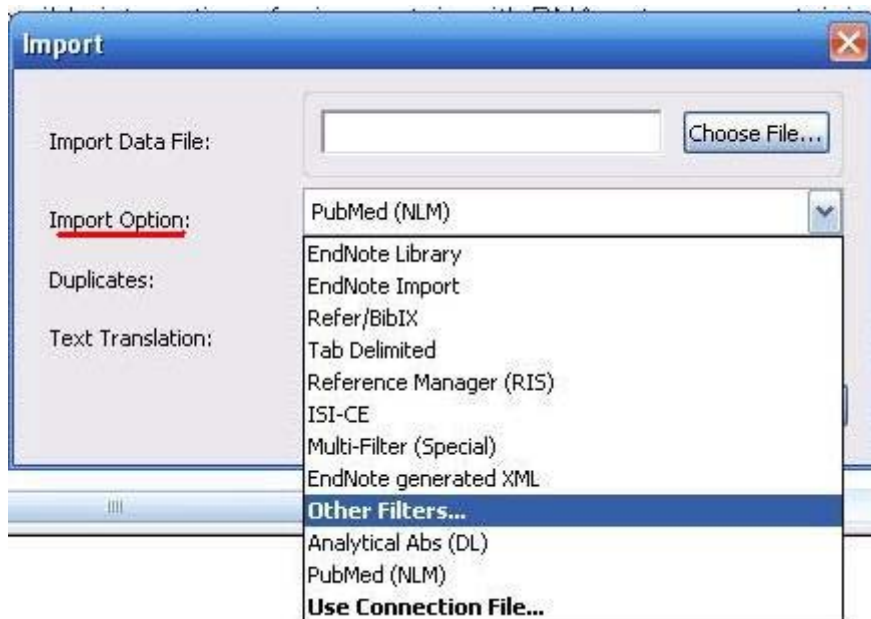 Import
Import Data File:
Choose File...
Import Option:
PubMed (NLM)
Duplicates:
Text Translation:
EndNote Library
EndNote Import
Refer/BibIX
Tab Delimited
Reference Manager (RIS)
ISI-CE
Multi-Filter (Special)
EndNote generated XML
Other Filters...
Analytical Abs (DL)
PubMed (NLM)
Use Connection File...